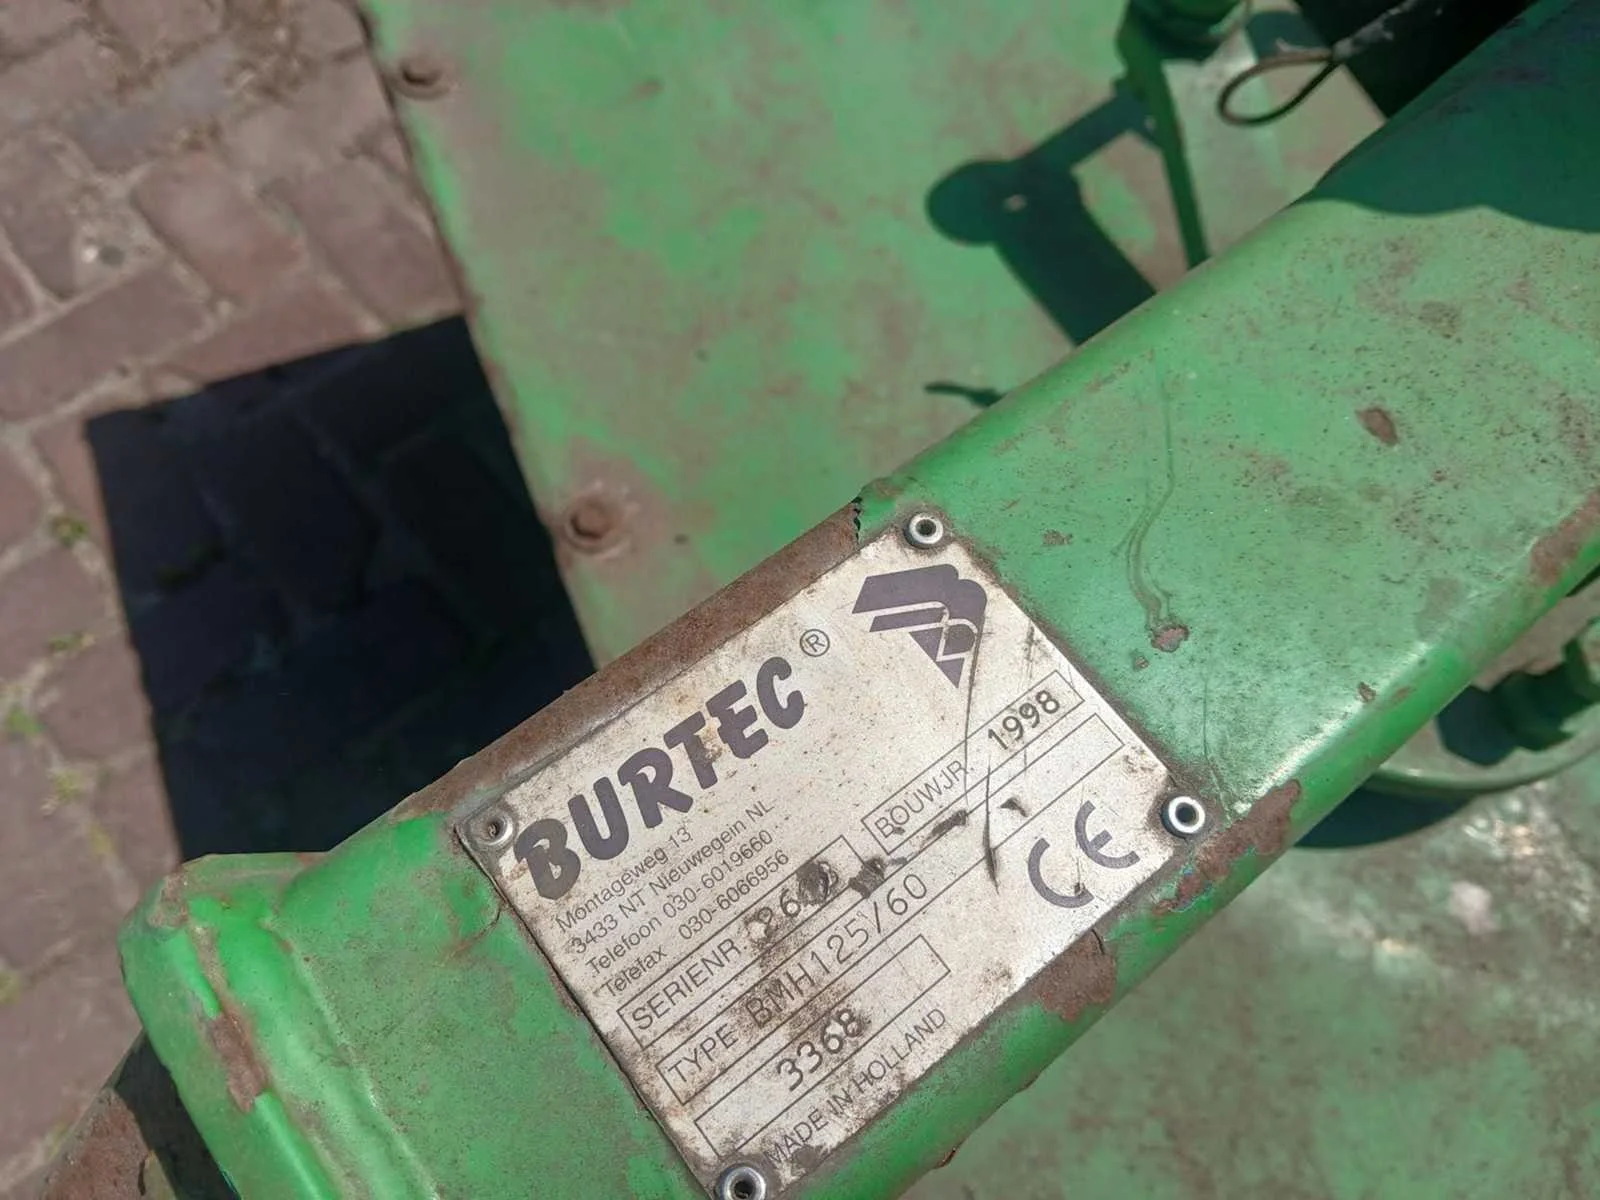 BURTEC ®
Montageweg 13
3433 NT Nieuwegein NL
Telefoon 030-6019660
Telefax 030-6066956
BOUWJR. 1998
SERIENR
TYPE BMH125/60
3368
CE
MADE IN HOLLAND